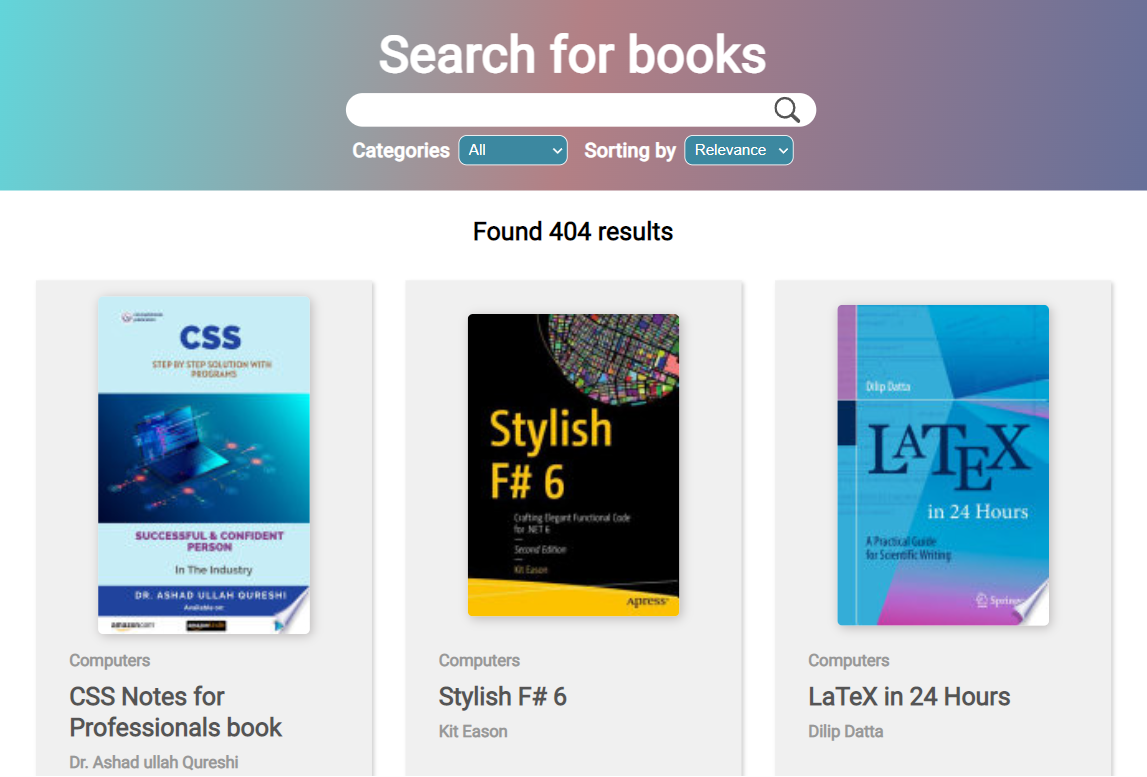 Search for books
Categories All Sorting by Relevance
Found 404 results
CSS
STEP BY STEP SOLUTION WITH
PROGRAMS
SUCCESSFUL & CONFIDENT
PERSON
In The Industry
DR. ASHAD ULLAH QURESHI
Available on:
amazon.com
amazon kindle
Stylish
F# 6
Crafting Elegant Functional Code
for .NET 6
Second Edition
Kit Eason
Apress®
Dilip Datta
LATEX
in 24 Hours
A Practical Guide
for Scientific Writing
Computers
CSS Notes for
Professionals book
Dr. Ashad ullah Qureshi
Computers
Stylish F# 6
Kit Eason
Computers
LaTeX in 24 Hours
Dilip Datta